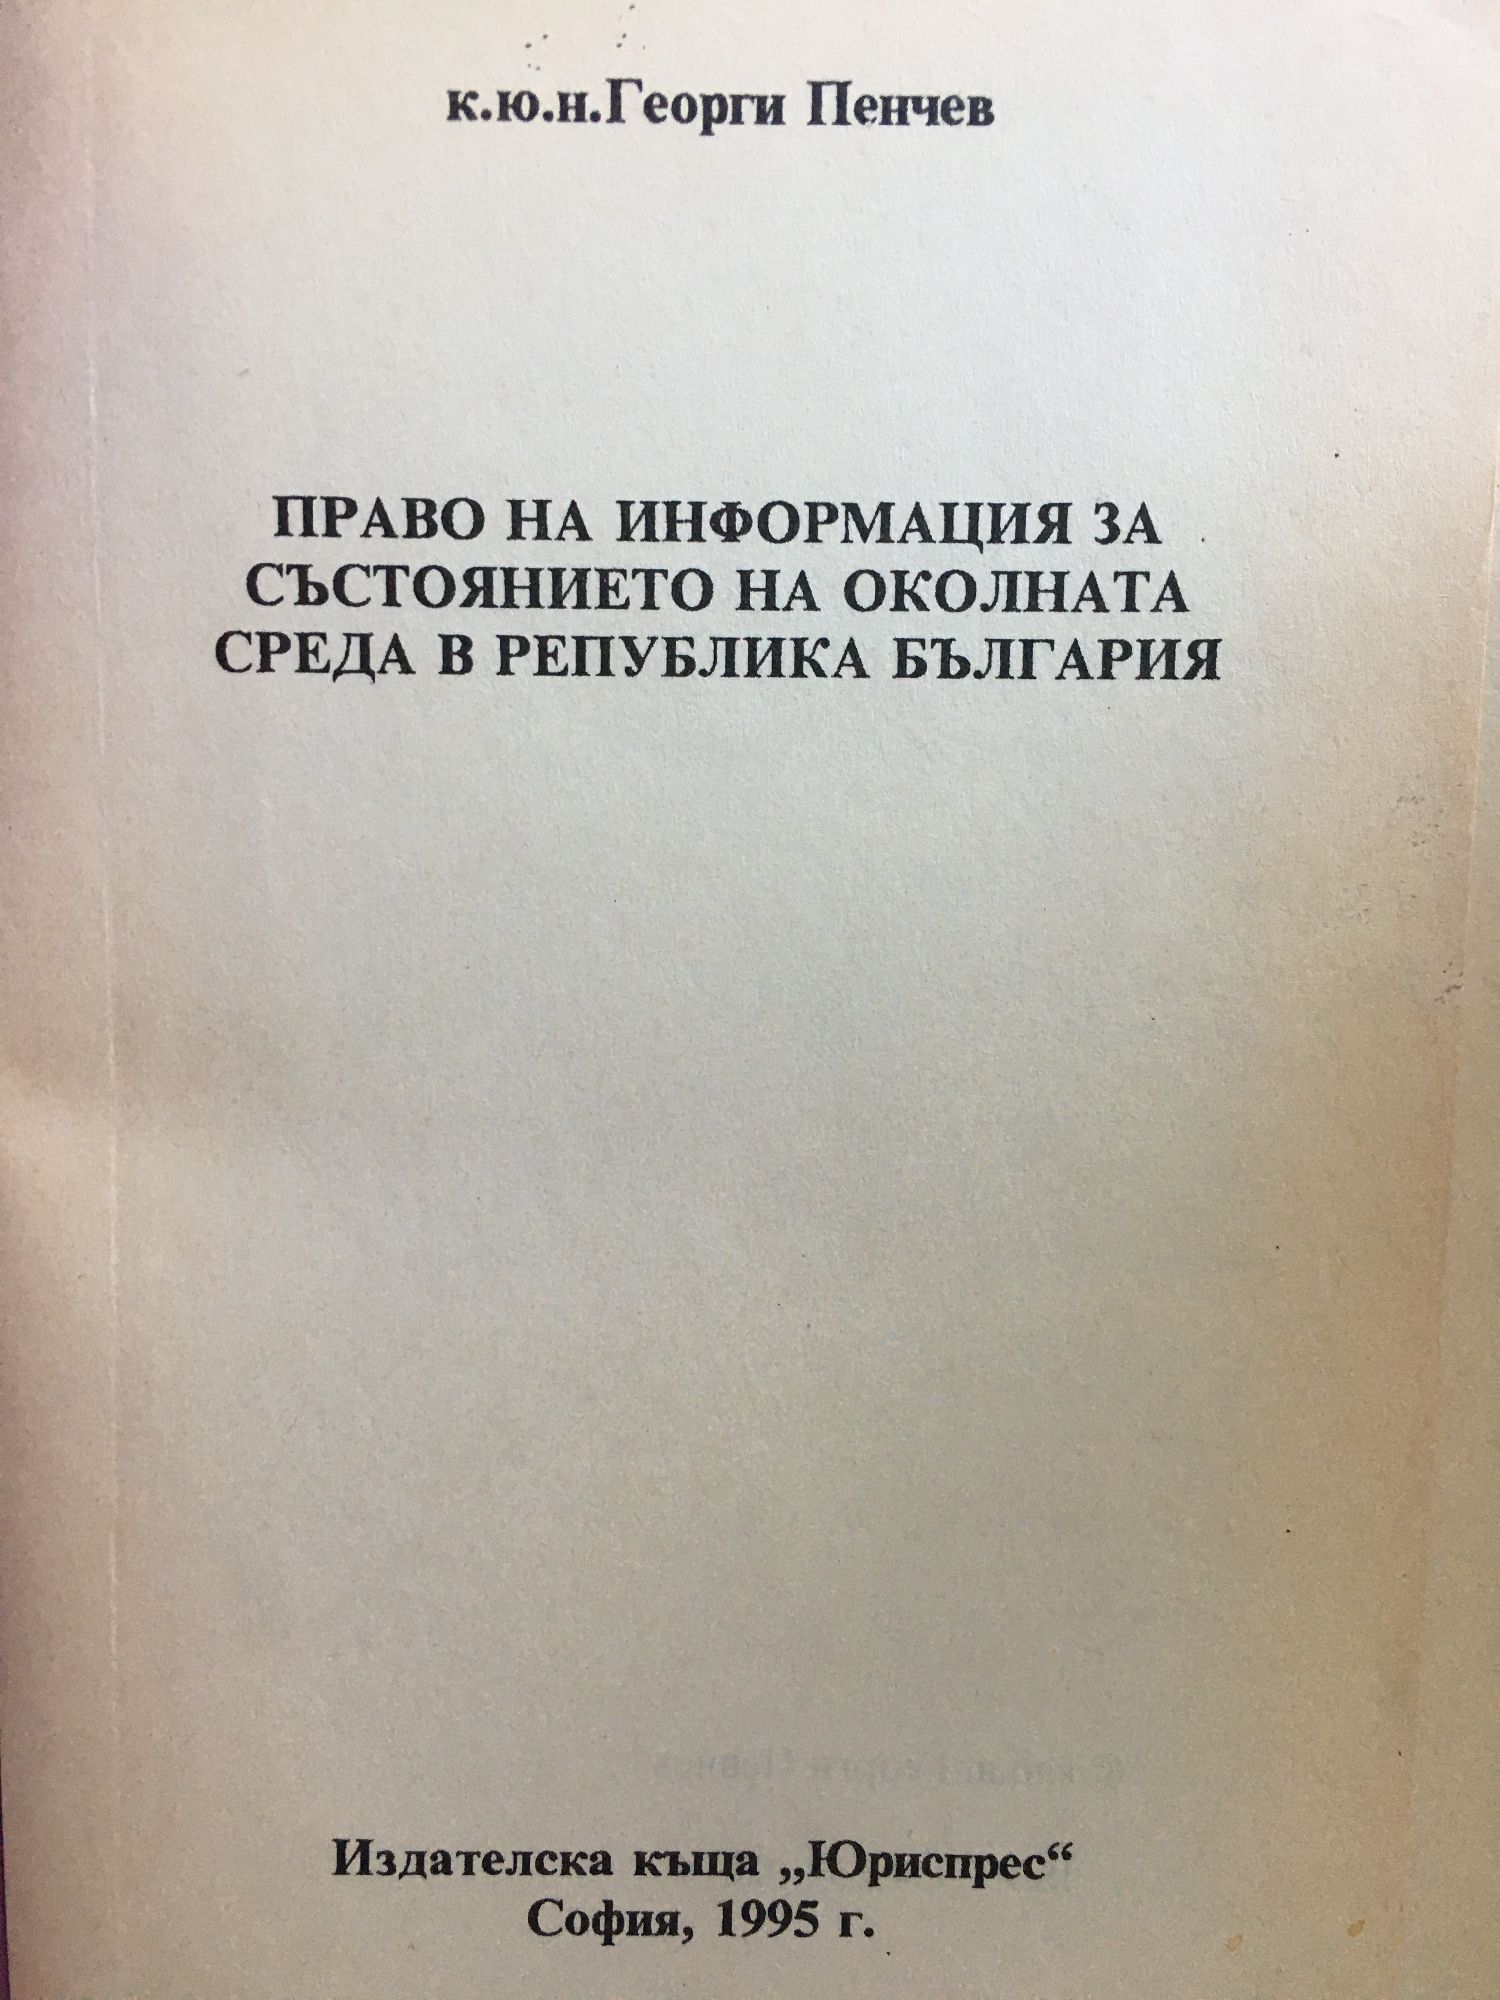 к.ю.н.Георги Пенчев
ПРАВО НА ИНФОРМАЦИЯ ЗА
СЪСТОЯНИЕТО НА ОКОЛНАТА
СРЕДА В РЕПУБЛИКА БЪЛГАРИЯ
Издателска къща „Юриспрес“
София, 1995 г.